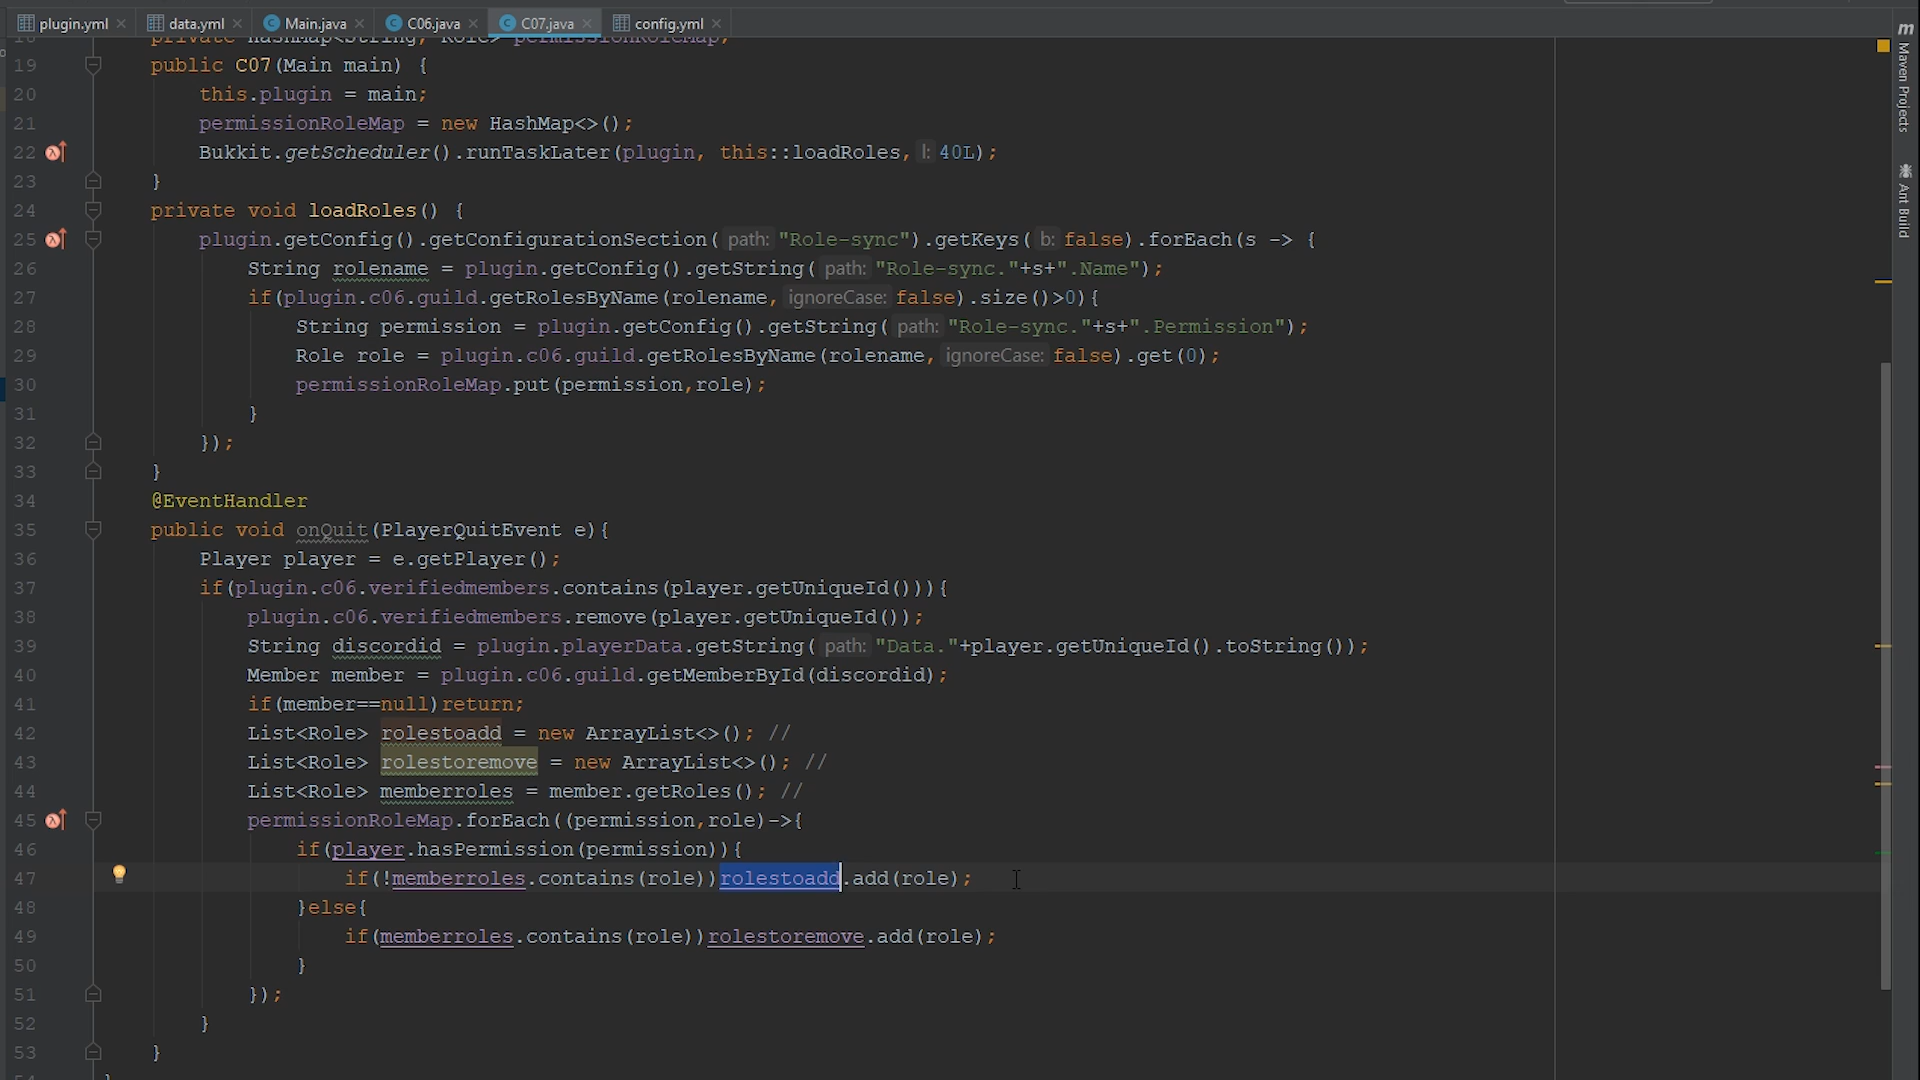 plugin.yml data.yml Main.java C06.java C07.java config.yml
private HashMap<String, Role> permissionRoleMap;
19 public C07(Main main) {
20 this.plugin = main;
21 permissionRoleMap = new HashMap<>();
22 Bukkit.getScheduler().runTaskLater(plugin, this::loadRoles, l: 40L);
23 }
24 private void loadRoles() {
25 plugin.getConfig().getConfigurationSection( path: "Role-sync").getKeys( b: false).forEach(s -> {
26 String rolename = plugin.getConfig().getString( path: "Role-sync."+s+".Name");
27 if(plugin.c06.guild.getRolesByName(rolename, ignoreCase: false).size()>0){
28 String permission = plugin.getConfig().getString( path: "Role-sync."+s+".Permission");
29 Role role = plugin.c06.guild.getRolesByName(rolename, ignoreCase: false).get(0);
30 permissionRoleMap.put(permission,role);
31 }
32 });
33 }
34 @EventHandler
35 public void onQuit(PlayerQuitEvent e){
36 Player player = e.getPlayer();
37 if(plugin.c06.verifiedmembers.contains(player.getUniqueId())){
38 plugin.c06.verifiedmembers.remove(player.getUniqueId());
39 String discordid = plugin.playerData.getString( path: "Data."+player.getUniqueId().toString());
40 Member member = plugin.c06.guild.getMemberById(discordid);
41 if(member==null)return;
42 List<Role> rolestoadd = new ArrayList<>(); //
43 List<Role> rolestoremove = new ArrayList<>(); //
44 List<Role> memberroles = member.getRoles(); //
45 permissionRoleMap.forEach((permission,role)->{
46 if(player.hasPermission(permission)){
47 if(!memberroles.contains(role))rolestoadd.add(role);
48 }else{
49 if(memberroles.contains(role))rolestoremove.add(role);
50 }
51 });
52 }
53 }
Maven Projects
Ant Build